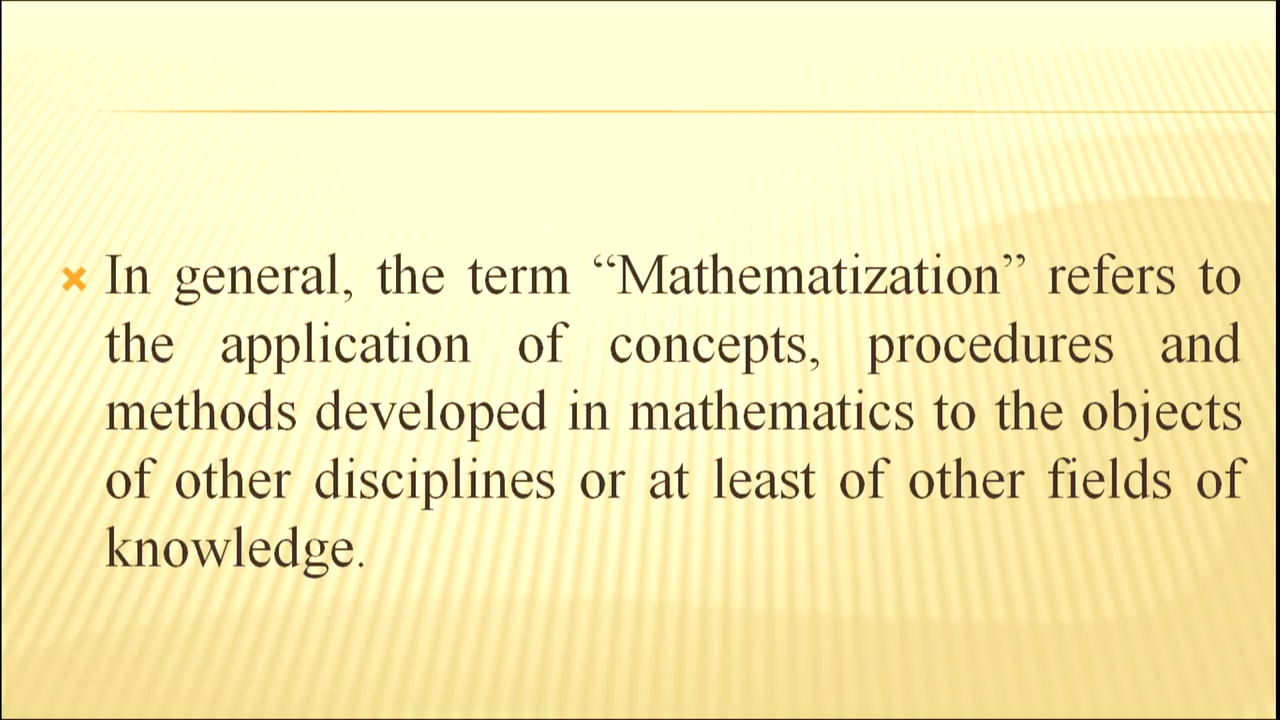 In general, the term “Mathematization” refers to
the application of concepts, procedures and
methods developed in mathematics to the objects
of other disciplines or at least of other fields of
knowledge.